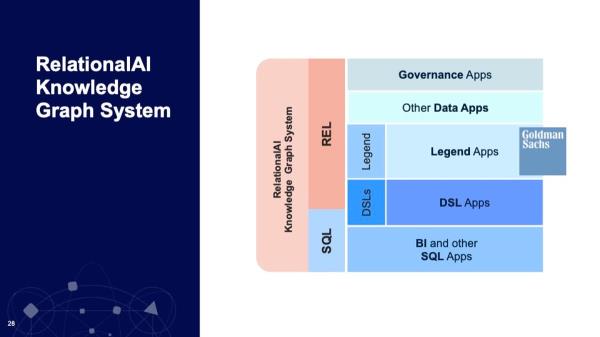 RelationalAI
Knowledge
Graph System
RelationalAI
Knowledge Graph System
REL
SQL
Governance Apps
Other Data Apps
Legend
Legend Apps
Goldman
Sachs
DSLs
DSL Apps
BI and other
SQL Apps
26